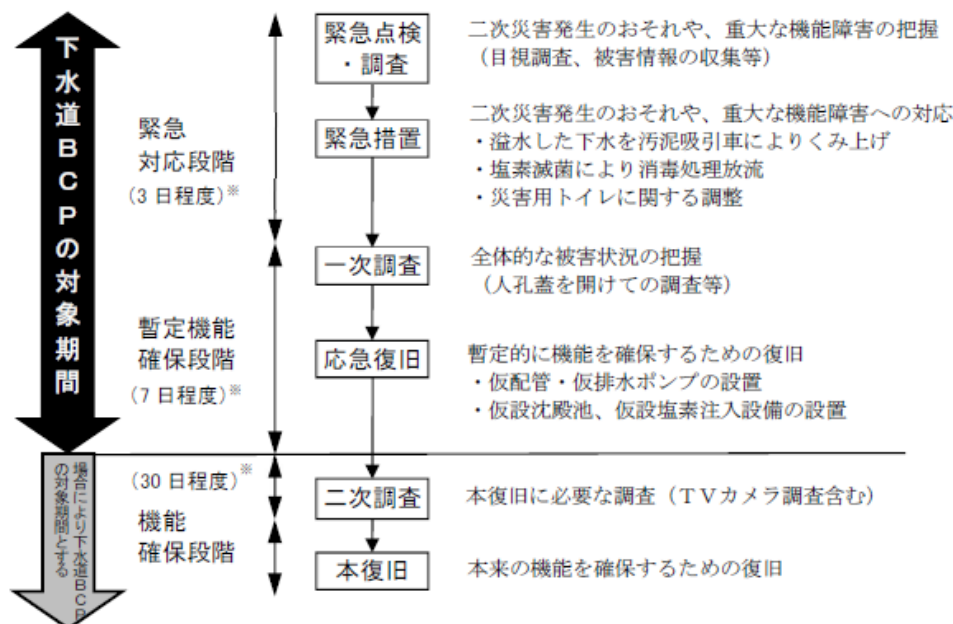 下水道BCPの対象期間
場合により下水道BCP
の対象期間とする
緊急
対応段階
(3日程度)※
暫定機能
確保段階
(7日程度)※
(30日程度)※
機能
確保段階
緊急点検
・調査
二次災害発生のおそれや、重大な機能障害の把握
(目視調査、被害情報の収集等)
緊急措置
二次災害発生のおそれや、重大な機能障害への対応
・溢水した下水を汚泥吸引車によりくみ上げ
・塩素滅菌により消毒処理放流
・災害用トイレに関する調整
一次調査
全体的な被害状況の把握
(人孔蓋を開けての調査等)
応急復旧
暫定的に機能を確保するための復旧
・仮配管・仮排水ポンプの設置
・仮設沈殿池、仮設塩素注入設備の設置
二次調査
本復旧に必要な調査(TVカメラ調査含む)
本復旧
本来の機能を確保するための復旧